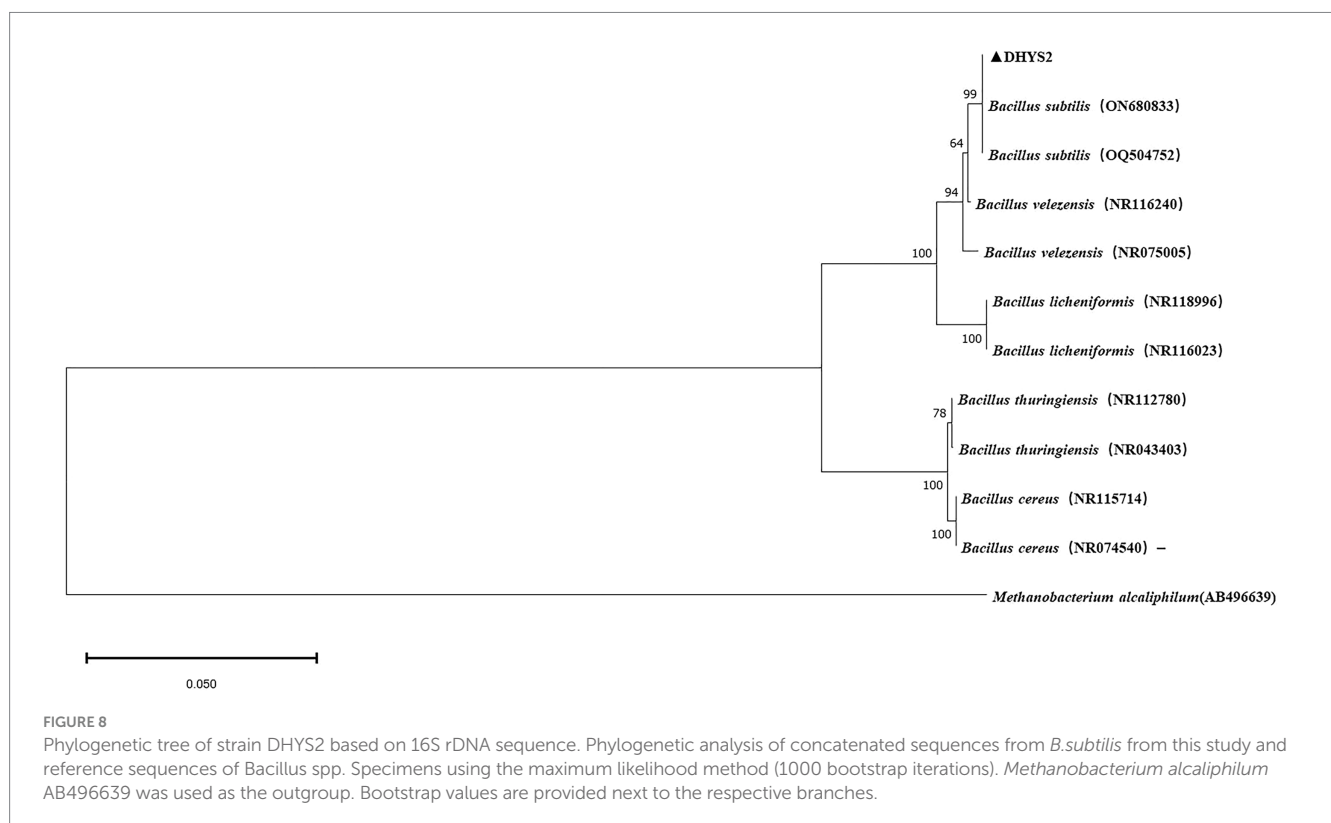 ▲DHYS2
99
Bacillus subtilis (ON680833)
64
Bacillus subtilis (OQ504752)
94
Bacillus velezensis (NR116240)
100
Bacillus velezensis (NR075005)
Bacillus licheniformis (NR118996)
100
Bacillus licheniformis (NR116023)
Bacillus thuringiensis (NR112780)
78
Bacillus thuringiensis (NR043403)
100
Bacillus cereus (NR115714)
100
Bacillus cereus (NR074540) –
Methanobacterium alcaliphilum(AB496639)
0.050
FIGURE 8
Phylogenetic tree of strain DHYS2 based on 16S rDNA sequence. Phylogenetic analysis of concatenated sequences from B.subtilis from this study and
reference sequences of Bacillus spp. Specimens using the maximum likelihood method (1000 bootstrap iterations). Methanobacterium alcaliphilum
AB496639 was used as the outgroup. Bootstrap values are provided next to the respective branches.